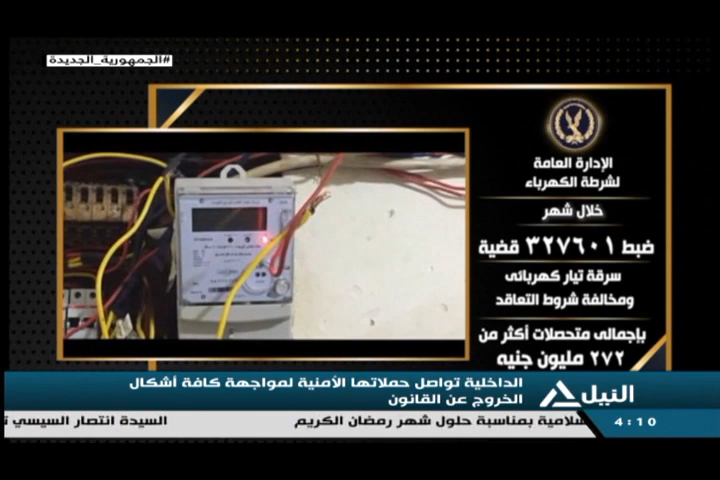 #الجمهورية_الجديدة
الإدارة العامة
لشرطة الكهرباء
خلال شهر
ضبط ٣٢٧٦٠١ قضية
سرقة تيار كهربائى
ومخالفة شروط التعاقد
بإجمالى متحصلات أكثر من
٢٧٢ مليون جنيه
الداخلية تواصل حملاتها الأمنية لمواجهة كافة أشكال
الخروج عن القانون
النيل
4:10
سلامية بمناسبة حلول شهر رمضان الكريم
السيدة انتصار السيسي ت